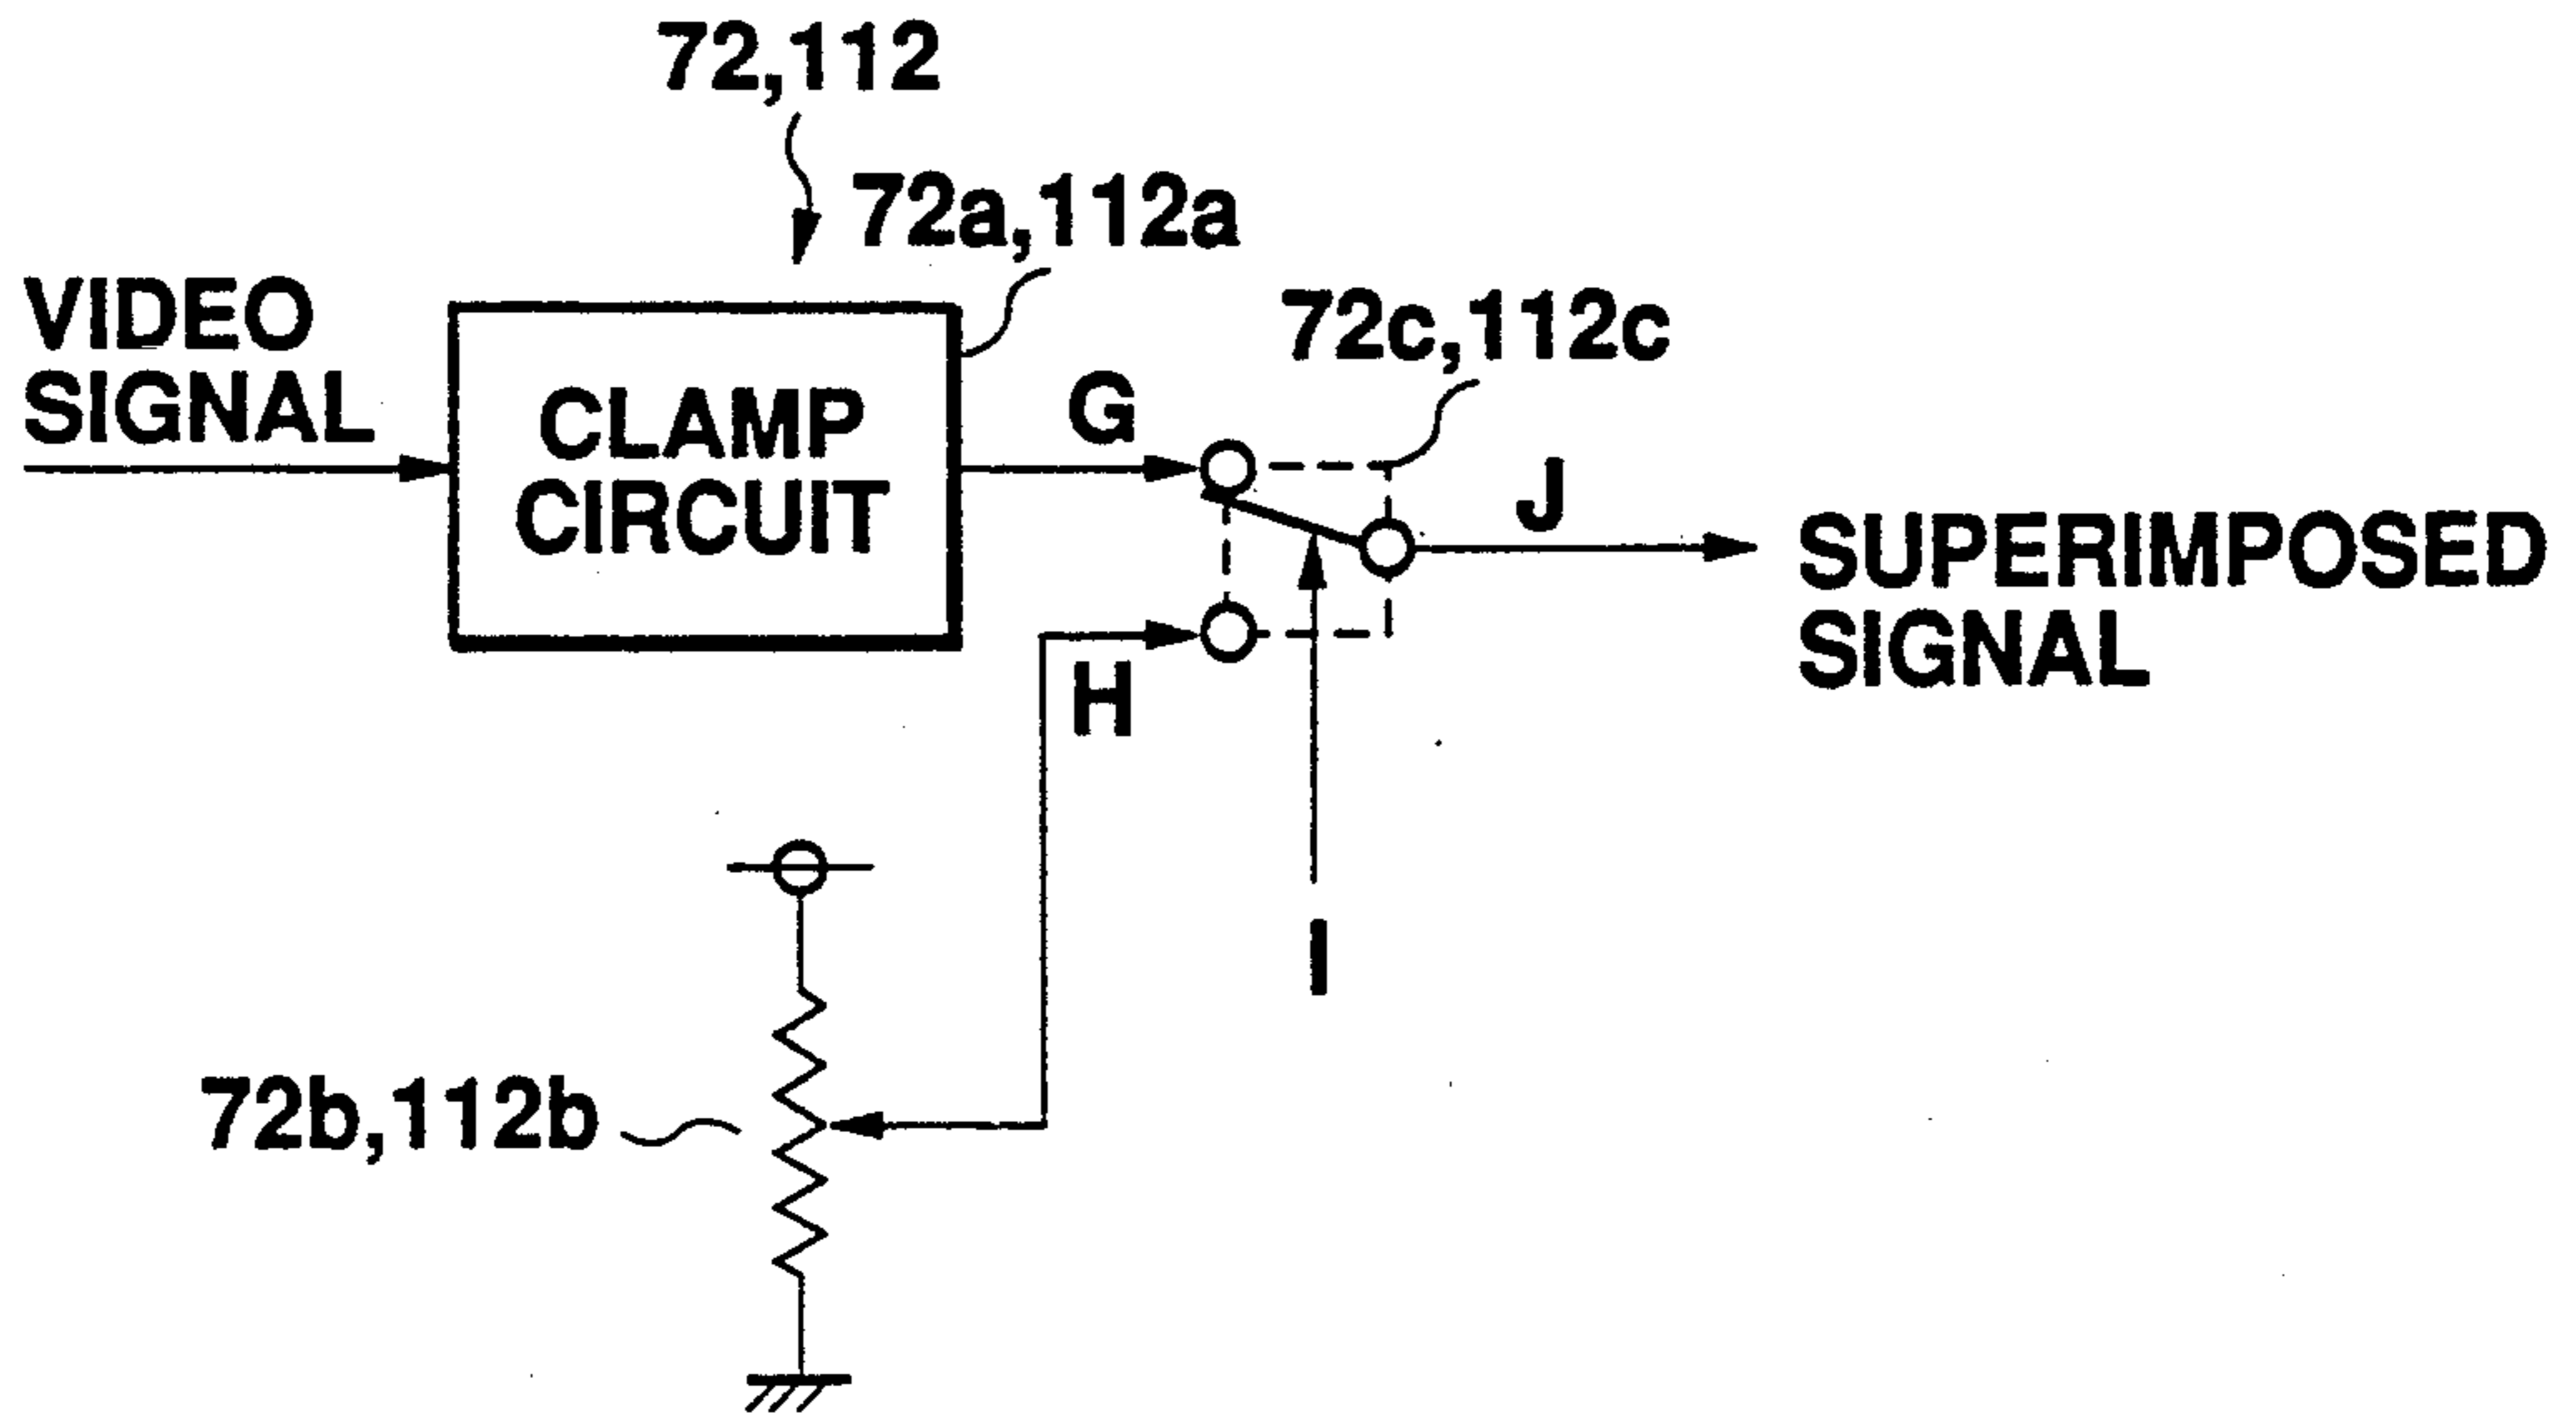 72,112
72a,112a
VIDEO
SIGNAL
CLAMP
CIRCUIT
72c,112c
G
J
SUPERIMPOSED
SIGNAL
H
I
72b,112b